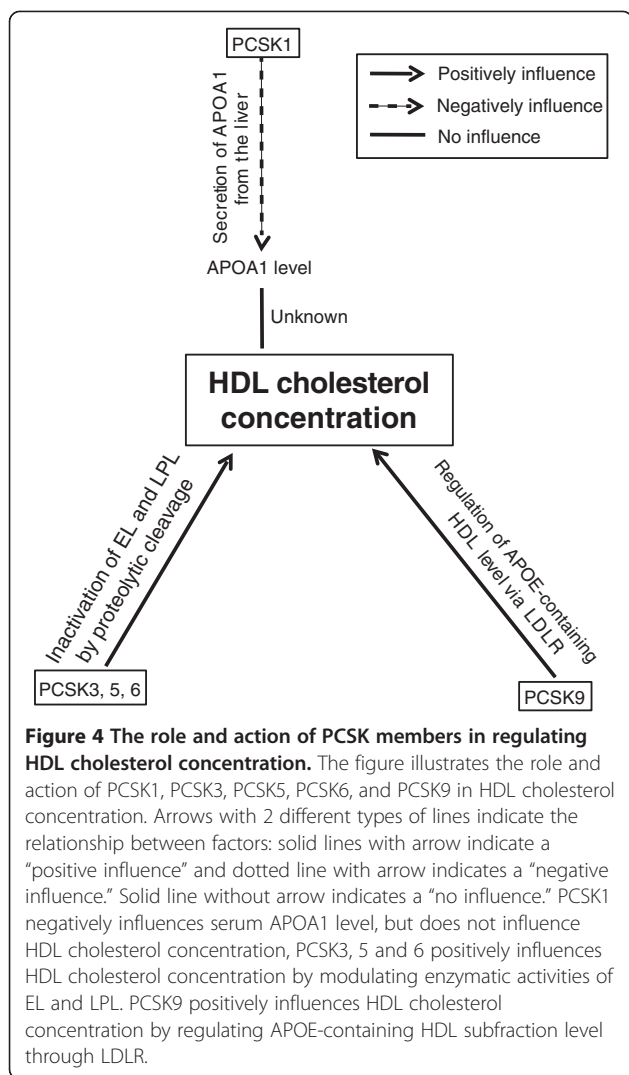 PCSK1
Positively influence
Negatively influence
No influence
Secretion of APOA1
from the liver
APOA1 level
Unknown
HDL cholesterol
concentration
Inactivation of EL and LPL
by proteolytic cleavage
Regulation of APOE-containing
HDL level via LDLR
PCSK3, 5, 6
PCSK9
Figure 4 The role and action of PCSK members in regulating
HDL cholesterol concentration. The figure illustrates the role and
action of PCSK1, PCSK3, PCSK5, PCSK6, and PCSK9 in HDL cholesterol
concentration. Arrows with 2 different types of lines indicate the
relationship between factors: solid lines with arrow indicate a
“positive influence” and dotted line with arrow indicates a “negative
influence.” Solid line without arrow indicates a “no influence.” PCSK1
negatively influences serum APOA1 level, but does not influence
HDL cholesterol concentration, PCSK3, 5 and 6 positively influences
HDL cholesterol concentration by modulating enzymatic activities of
EL and LPL. PCSK9 positively influences HDL cholesterol
concentration by regulating APOE-containing HDL subfraction level
through LDLR.